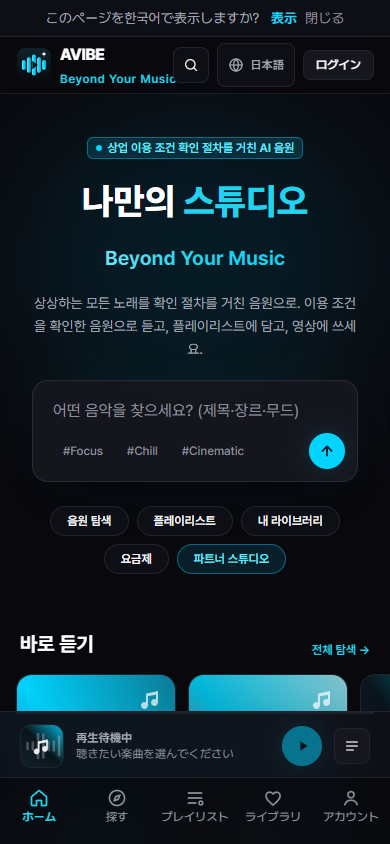 このページを한국어で表示しますか? 表示 閉じる
AVIBE
Beyond Your Music
日本語
ログイン
상업 이용 조건 확인 절차를 거친 AI 음원
나만의 스튜디오
Beyond Your Music
상상하는 모든 노래를 확인 절차를 거친 음원으로. 이용 조건
을 확인한 음원으로 듣고, 플레이리스트에 담고, 영상에 쓰세
요.
어떤 음악을 찾으세요? (제목·장르·무드)
#Focus #Chill #Cinematic
음원 탐색 플레이리스트 내 라이브러리
요금제 파트너 스튜디오
바로 듣기
전체 탐색 →
再生待機中
聴きたい楽曲を選んでください
ホーム 探す プレイリスト ライブラリ アカウント